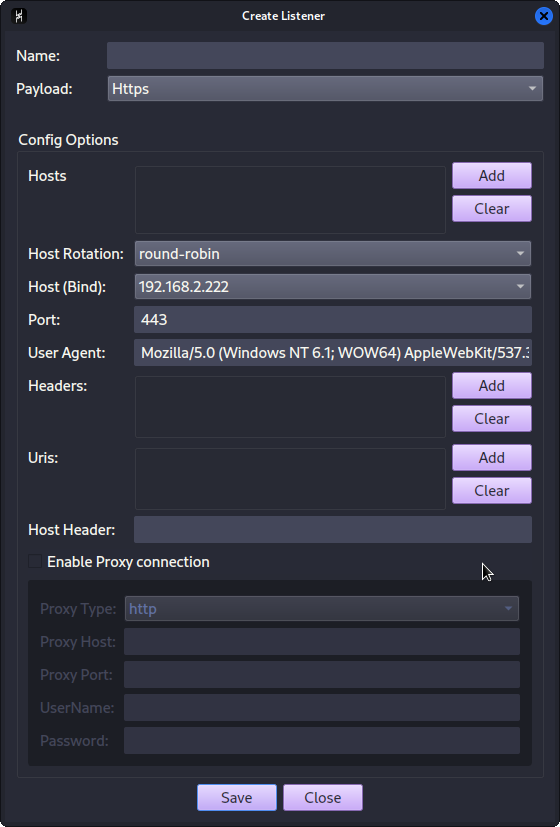 Create Listener
Name:
Payload: Https
Config Options
Hosts Add
Clear
Host Rotation: round-robin
Host (Bind): 192.168.2.222
Port: 443
User Agent: Mozilla/5.0 (Windows NT 6.1; WOW64) AppleWebKit/537.3
Headers: Add
Clear
Uris: Add
Clear
Host Header:
Enable Proxy connection
Proxy Type: http
Proxy Host:
Proxy Port:
UserName:
Password:
Save Close